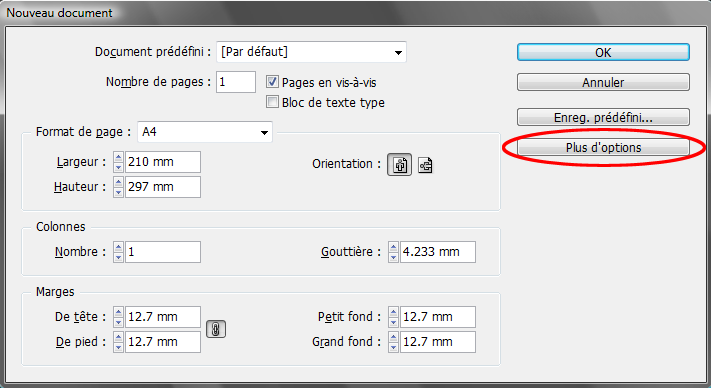 Nouveau document
Document prédéfini : [Par défaut] OK
Nombre de pages : 1 Pages en vis-à-vis Annuler
Bloc de texte type
Enreg. prédéfini...
Format de page : A4
Plus d'options
Largeur : 210 mm Orientation :
Hauteur : 297 mm
Colonnes
Nombre : 1 Gouttière : 4.233 mm
Marges
De tête : 12.7 mm Petit fond : 12.7 mm
De pied : 12.7 mm Grand fond : 12.7 mm